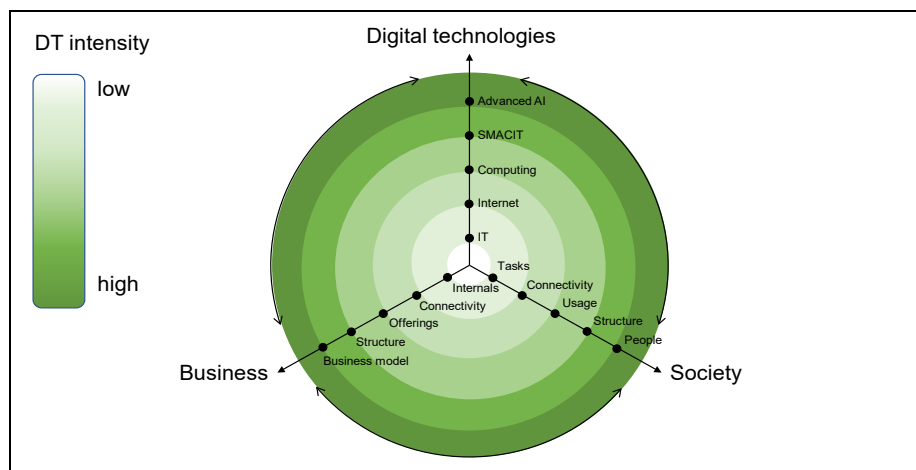 DT intensity
low
high
Digital technologies
Advanced AI
SMACIT
Computing
Internet
IT
Tasks
Connectivity
Usage
Structure
People
Society
Internals
Connectivity
Offerings
Structure
Business model
Business